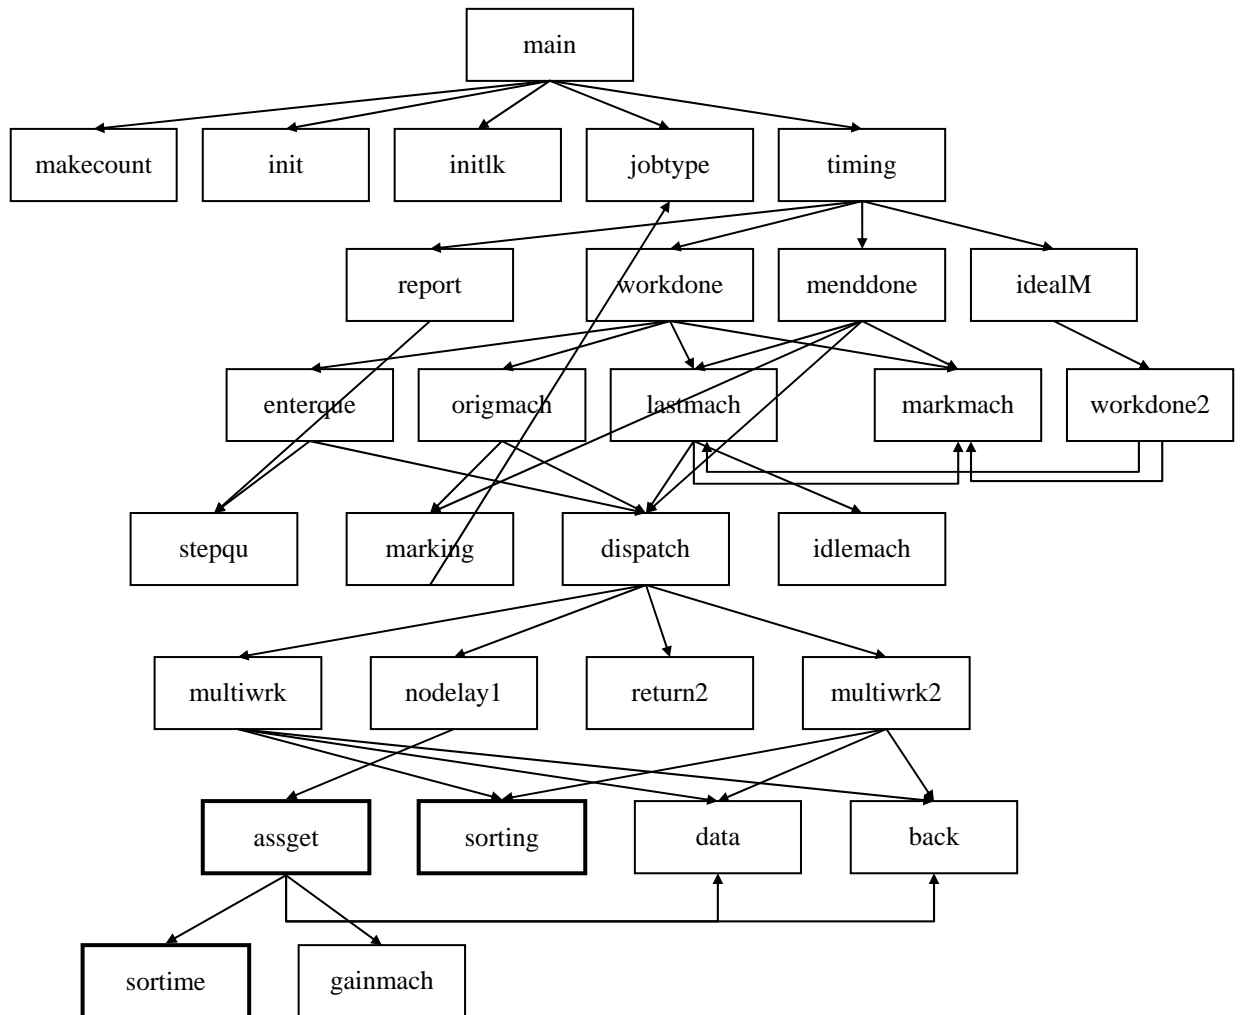 main
makecount
init
initlk
jobtype
timing
report
workdone
menddone
idealM
enterque
origmach
lastmach
markmach
workdone2
stepqu
marking
dispatch
idlemach
multiwrk
nodelay1
return2
multiwrk2
assget
sorting
data
back
sortime
gainmach